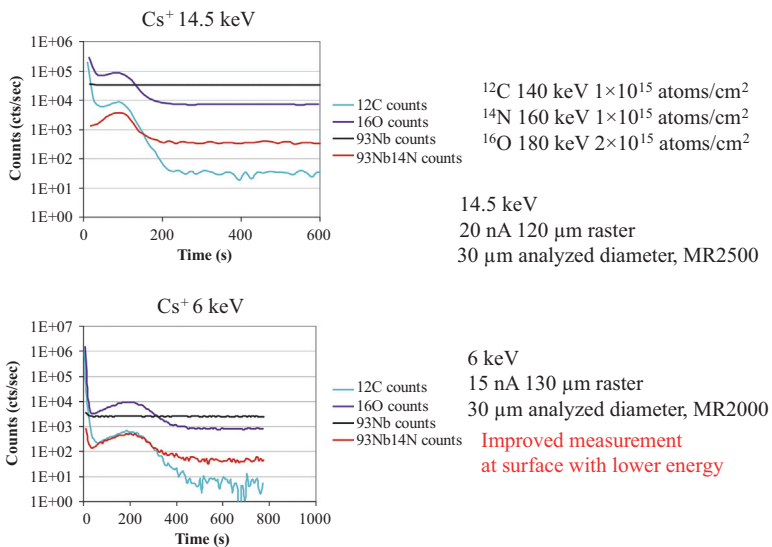 Cs⁺ 14.5 keV
Counts (cts/sec)
1E+06
1E+05
1E+04
1E+03
1E+02
1E+01
1E+00
0
200
400
600
Time (s)
12C counts
16O counts
93Nb counts
93Nb14N counts
¹²C 140 keV 1×10¹⁵ atoms/cm²
¹⁴N 160 keV 1×10¹⁵ atoms/cm²
¹⁶O 180 keV 2×10¹⁵ atoms/cm²
14.5 keV
20 nA 120 µm raster
30 µm analyzed diameter, MR2500
Cs⁺ 6 keV
Counts (cts/sec)
1E+07
1E+06
1E+05
1E+04
1E+03
1E+02
1E+01
1E+00
0
200
400
600
800
1000
Time (s)
12C counts
16O counts
93Nb counts
93Nb14N counts
6 keV
15 nA 130 µm raster
30 µm analyzed diameter, MR2000
Improved measurement
at surface with lower energy